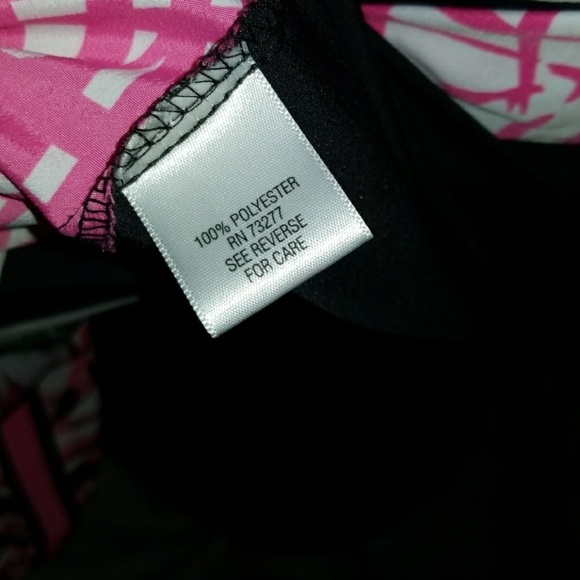 100% POLYESTER
RN 73277
SEE REVERSE
FOR CARE